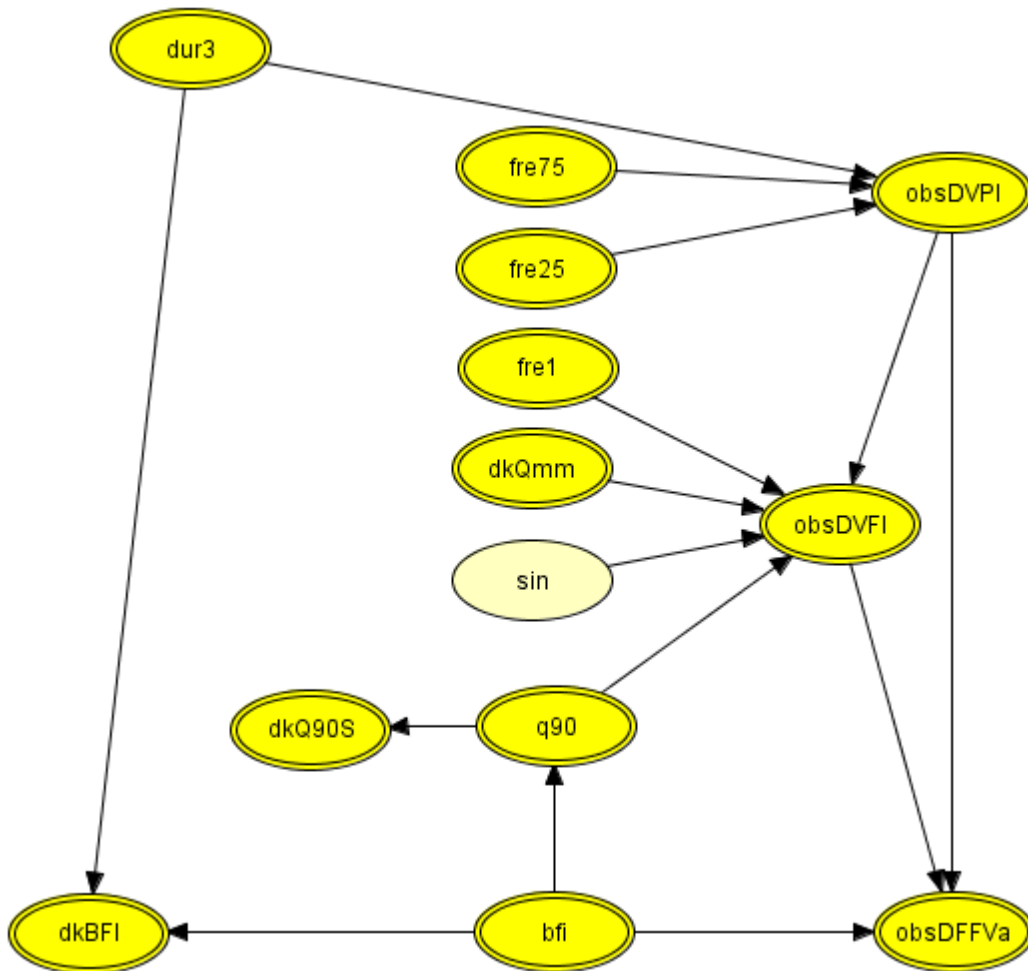 dur3
fre75
obsDVPI
fre25
fre1
dkQmm
obsDVFI
sin
dkQ90S
q90
dkBFI
bfi
obsDFFVa